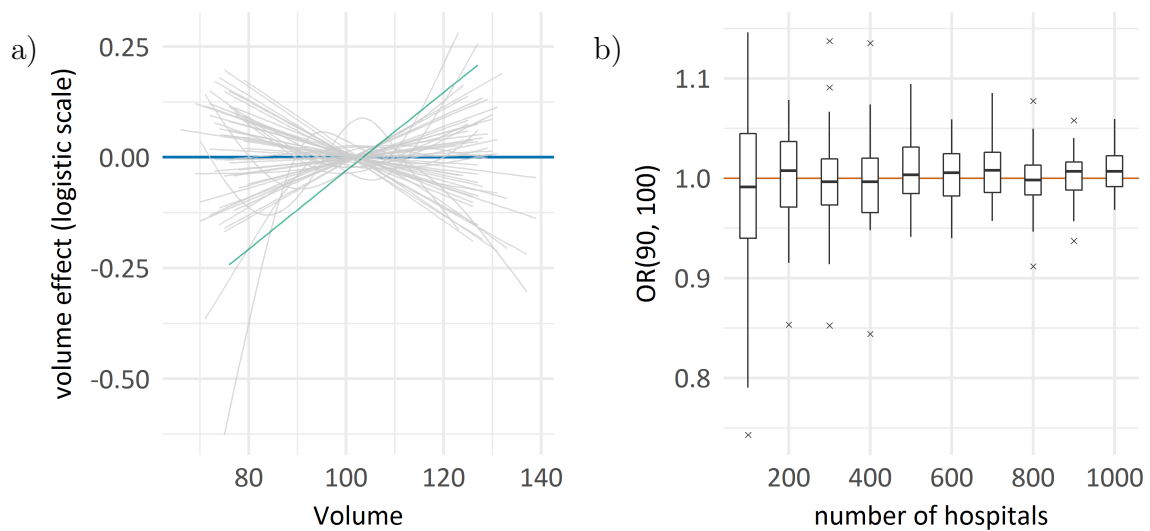 a)
volume effect (logistic scale)
0.25
0.00
-0.25
-0.50
80 100 120 140
Volume
b)
OR(90, 100)
1.1
1.0
0.9
0.8
200 400 600 800 1000
number of hospitals